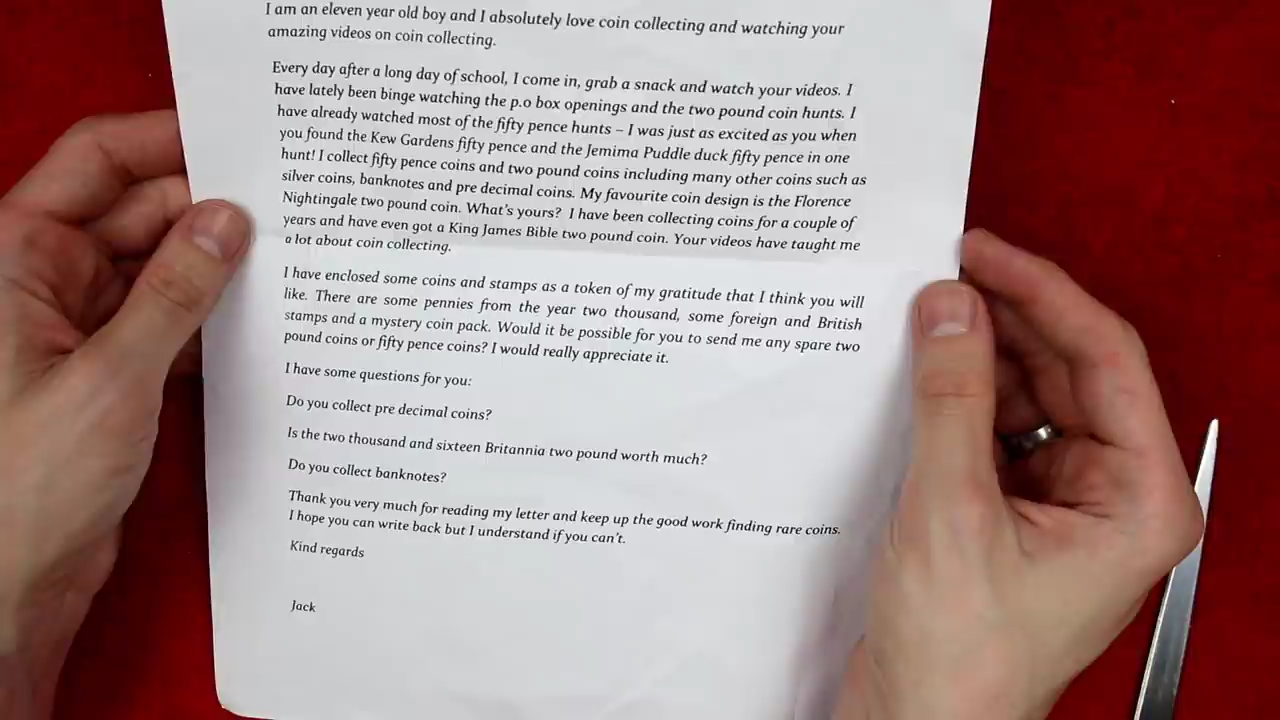 I am an eleven year old boy and I absolutely love coin collecting and watching your
amazing videos on coin collecting.
Every day after a long day of school, I come in, grab a snack and watch your videos. I
have lately been binge watching the p.o box openings and the two pound coin hunts. I
have already watched most of the fifty pence hunts – I was just as excited as you when
you found the Kew Gardens fifty pence and the Jemima Puddle duck fifty pence in one
hunt! I collect fifty pence coins and two pound coins including many other coins such as
silver coins, banknotes and pre decimal coins. My favourite coin design is the Florence
Nightingale two pound coin. What's yours? I have been collecting coins for a couple of
years and have even got a King James Bible two pound coin. Your videos have taught me
a lot about coin collecting.
I have enclosed some coins and stamps as a token of my gratitude that I think you will
like. There are some pennies from the year two thousand, some foreign and British
stamps and a mystery coin pack. Would it be possible for you to send me any spare two
pound coins or fifty pence coins? I would really appreciate it.
I have some questions for you:
Do you collect pre decimal coins?
Is the two thousand and sixteen Britannia two pound worth much?
Do you collect banknotes?
Thank you very much for reading my letter and keep up the good work finding rare coins.
I hope you can write back but I understand if you can't.
Kind regards
Jack